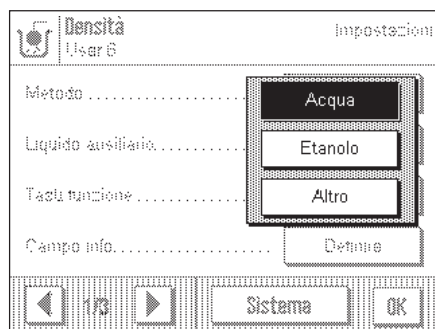 Densità
User 6
Impostazioni
Metodo
Acqua
Liquido ausiliario
Etanolo
Tasti funzione
Altro
Campo info
Definire
1/3
Sistema
OK